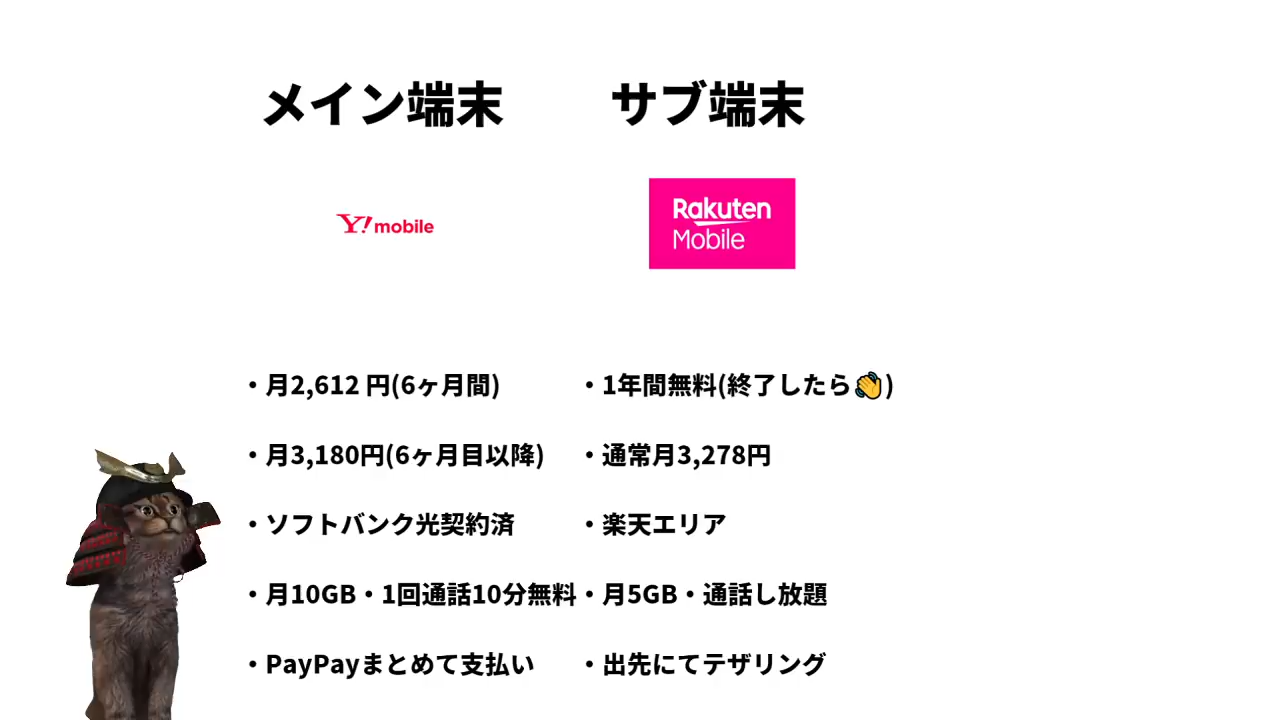 メイン端末
サブ端末
Y!mobile
Rakuten
Mobile
・月2,612 円(6ヶ月間)
・月3,180円(6ヶ月目以降)
・ソフトバンク光契約済
・月10GB・1回通話10分無料
・PayPayまとめて支払い
・1年間無料(終了したら👋)
・通常月3,278円
・楽天エリア
・月5GB・通話し放題
・出先にてテザリング